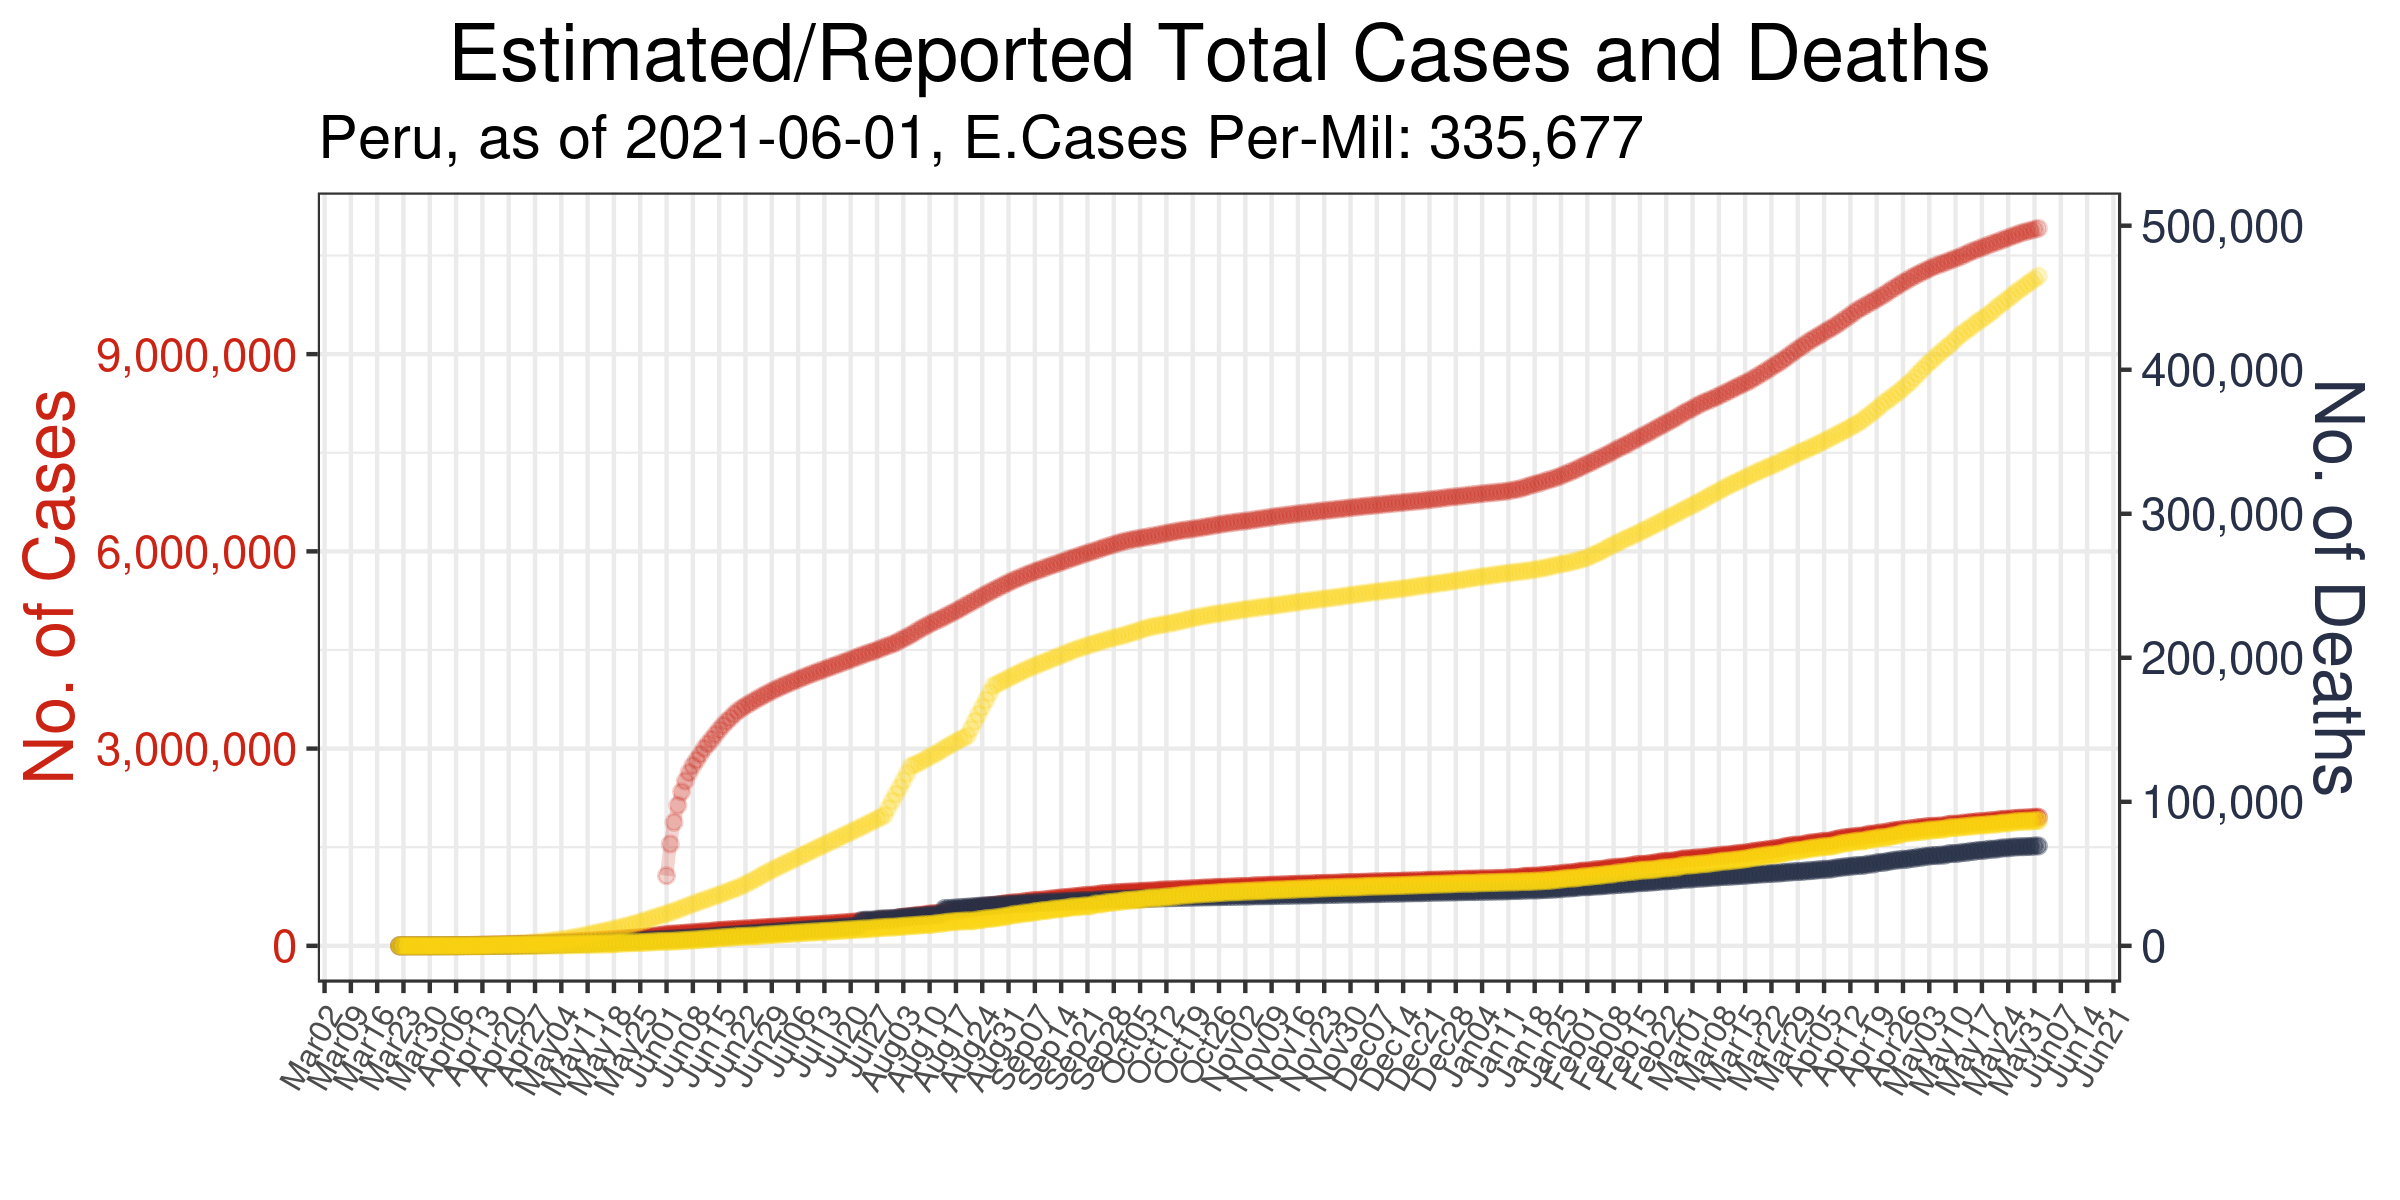 Estimated/Reported Total Cases and Deaths
Peru, as of 2021-06-01, E.Cases Per-Mil: 335,677
No. of Cases
9,000,000
6,000,000
3,000,000
0
500,000
400,000
300,000
200,000
100,000
0
No. of Deaths
Mar02
Mar09
Mar16
Mar23
Mar30
Apr06
Apr13
Apr20
Apr27
May04
May11
May18
May25
Jun01
Jun08
Jun15
Jun22
Jun29
Jul06
Jul13
Jul20
Jul27
Aug03
Aug10
Aug17
Aug24
Aug31
Sep07
Sep14
Sep21
Sep28
Oct05
Oct12
Oct19
Oct26
Nov02
Nov09
Nov16
Nov23
Nov30
Dec07
Dec14
Dec21
Dec28
Jan04
Jan11
Jan18
Jan25
Feb01
Feb08
Feb15
Feb22
Mar01
Mar08
Mar15
Mar22
Mar29
Apr05
Apr12
Apr19
Apr26
May03
May10
May17
May24
May31
Jun07
Jun14
Jun21